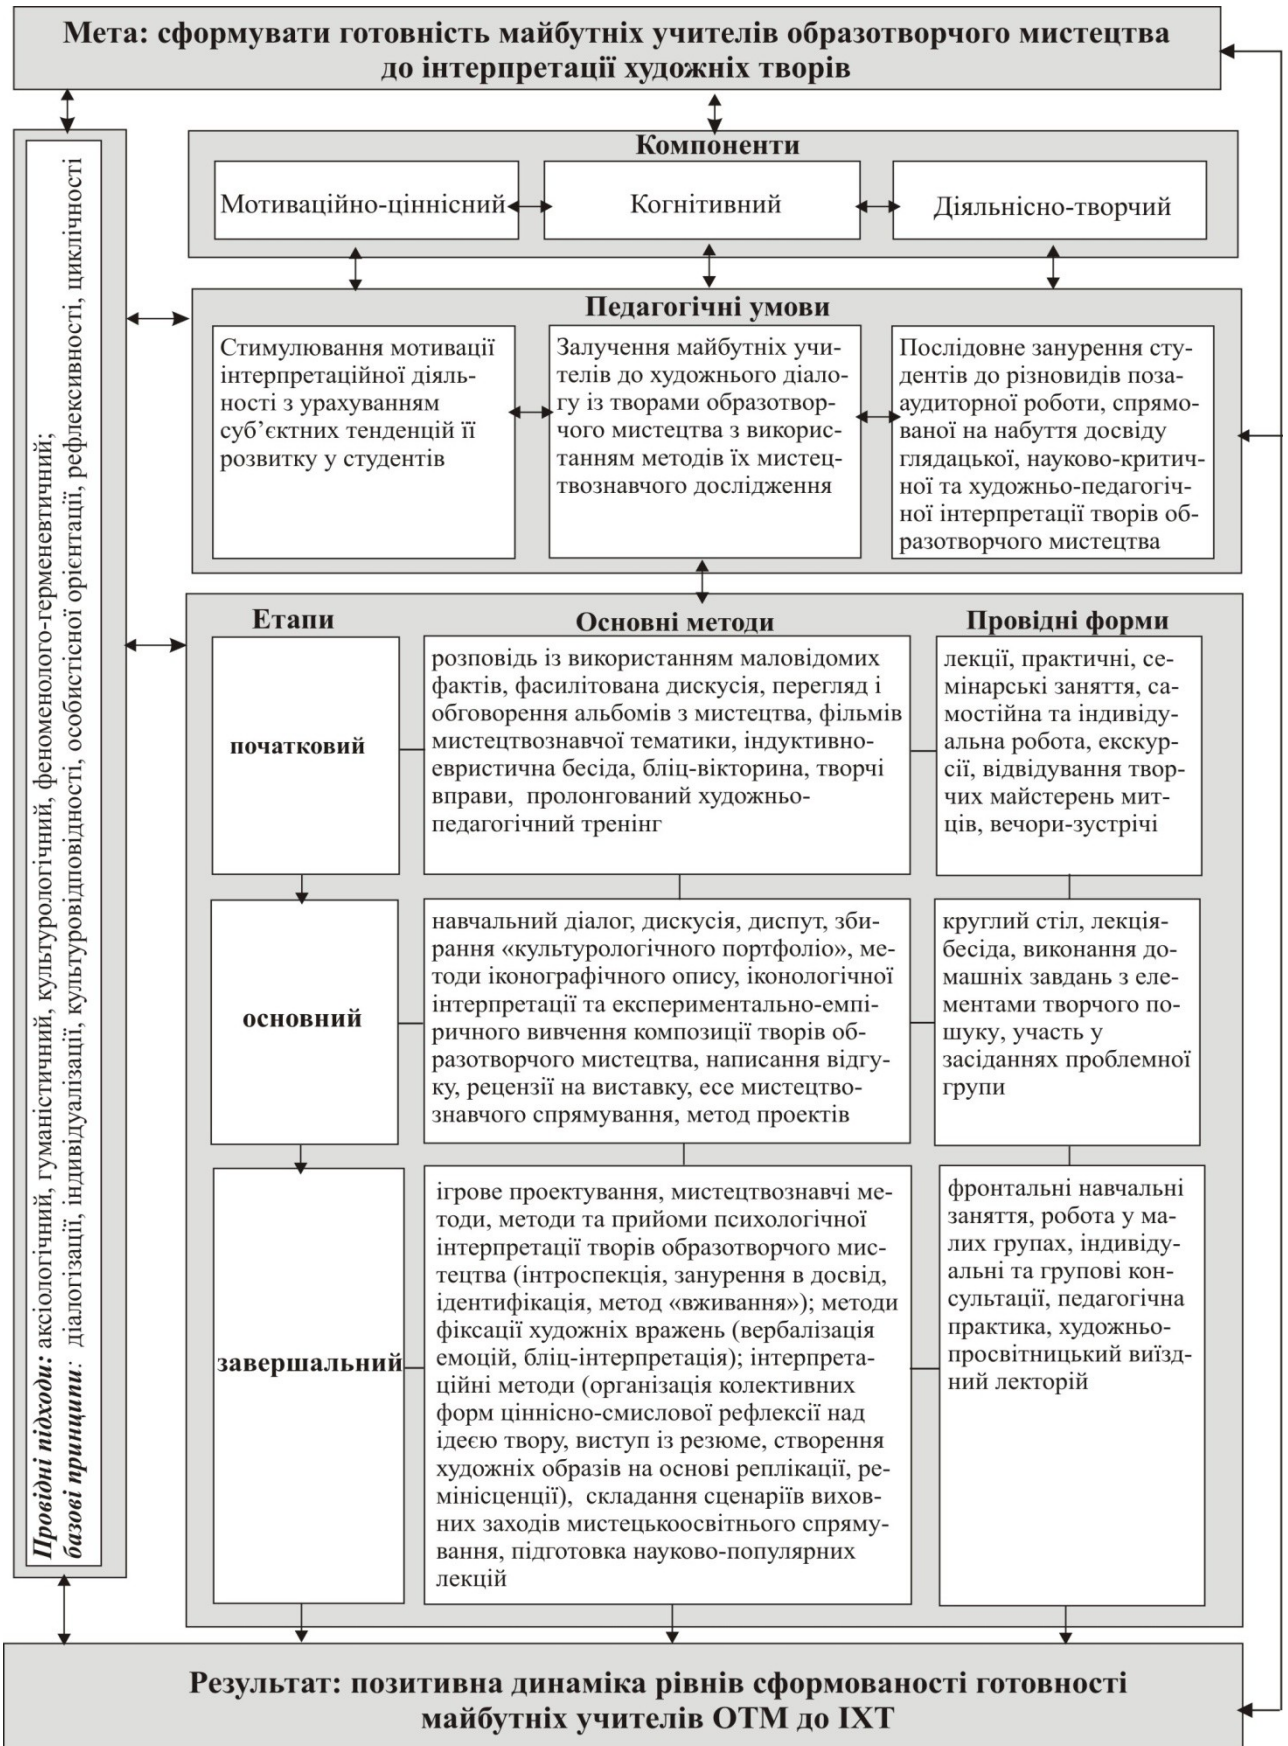 Мета: сформувати готовність майбутніх учителів образотворчого мистецтва
до інтерпретації художніх творів
Провідні підходи: аксіологічний, гуманістичний, культурологічний, феноменолого-герменевтичний;
базові принципи: діалогізації, індивідуалізації, культуровідповідності, особистісної орієнтації, рефлексивності, циклічності
Компоненти
Мотиваційно-ціннісний
Когнітивний
Діяльнісно-творчий
Педагогічні умови
Стимулювання мотивації
інтерпретаційної діяль-
ності з урахуванням
суб’єктних тенденцій її
розвитку у студентів
Залучення майбутніх учи-
телів до художнього діало-
гу із творами образотвор-
чого мистецтва з викорис-
танням методів їх мистец-
твознавчого дослідження
Послідовне занурення сту-
дентів до різновидів поза-
аудиторної роботи, спрямо-
ваної на набуття досвіду
глядацької, науково-критич-
ної та художньо-педагогіч-
ної інтерпретації творів об-
разотворчого мистецтва
Етапи
Основні методи
Провідні форми
початковий
розповідь із використанням маловідомих
фактів, фасилітована дискусія, перегляд і
обговорення альбомів з мистецтва, фільмів
мистецтвознавчої тематики, індуктивно-
евристична бесіда, бліц-вікторина, творчі
вправи, пролонгований художньо-
педагогічний тренінг
лекції, практичні, се-
мінарські заняття, са-
мостійна та індивіду-
альна робота, екскур-
сії, відвідування твор-
чих майстерень мит-
ців, вечори-зустрічі
основний
навчальний діалог, дискусія, диспут, зби-
рання «культурологічного портфоліо», ме-
тоди іконографічного опису, іконологічної
інтерпретації та експериментально-емпі-
ричного вивчення композиції творів об-
разотворчого мистецтва, написання відгу-
ку, рецензії на виставку, есе мистецтво-
знавчого спрямування, метод проектів
круглий стіл, лекція-
бесіда, виконання до-
машніх завдань з еле-
ментами творчого по-
шуку, участь у
засіданнях проблемної
групи
завершальний
ігрове проектування, мистецтвознавчі ме-
тоди, методи та прийоми психологічної
інтерпретації творів образотворчого мис-
тецтва (інтроспекція, занурення в досвід,
ідентифікація, метод «вживання»); методи
фіксації художніх вражень (вербалізація
емоцій, бліц-інтерпретація); інтерпрета-
ційні методи (організація колективних
форм ціннісно-смислової рефлексії над
ідеєю твору, виступ із резюме, створення
художніх образів на основі реплікації, ре-
мінісценції), складання сценаріїв вихов-
них заходів мистецькоосвітнього спряму-
вання, підготовка науково-популярних
лекцій
фронтальні навчальні
заняття, робота у ма-
лих групах, індивіду-
альні та групові кон-
сультації, педагогічна
практика, художньо-
просвітницький виїзд-
ний лекторій
Результат: позитивна динаміка рівнів сформованості готовності
майбутніх учителів ОТМ до ІХТ